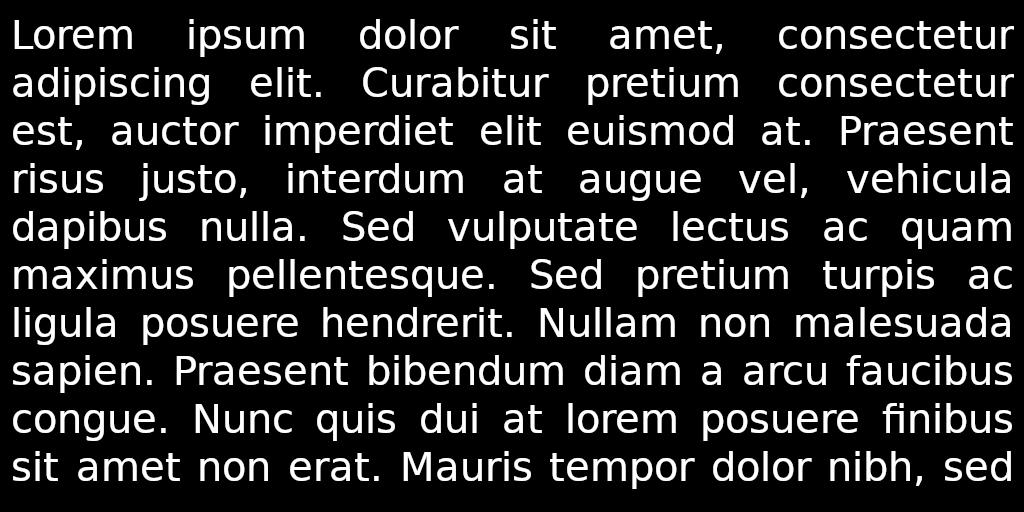 Lorem ipsum dolor sit amet, consectetur
adipiscing elit. Curabitur pretium consectetur
est, auctor imperdiet elit euismod at. Praesent
risus justo, interdum at augue vel, vehicula
dapibus nulla. Sed vulputate lectus ac quam
maximus pellentesque. Sed pretium turpis ac
ligula posuere hendrerit. Nullam non malesuada
sapien. Praesent bibendum diam a arcu faucibus
congue. Nunc quis dui at lorem posuere finibus
sit amet non erat. Mauris tempor dolor nibh, sed